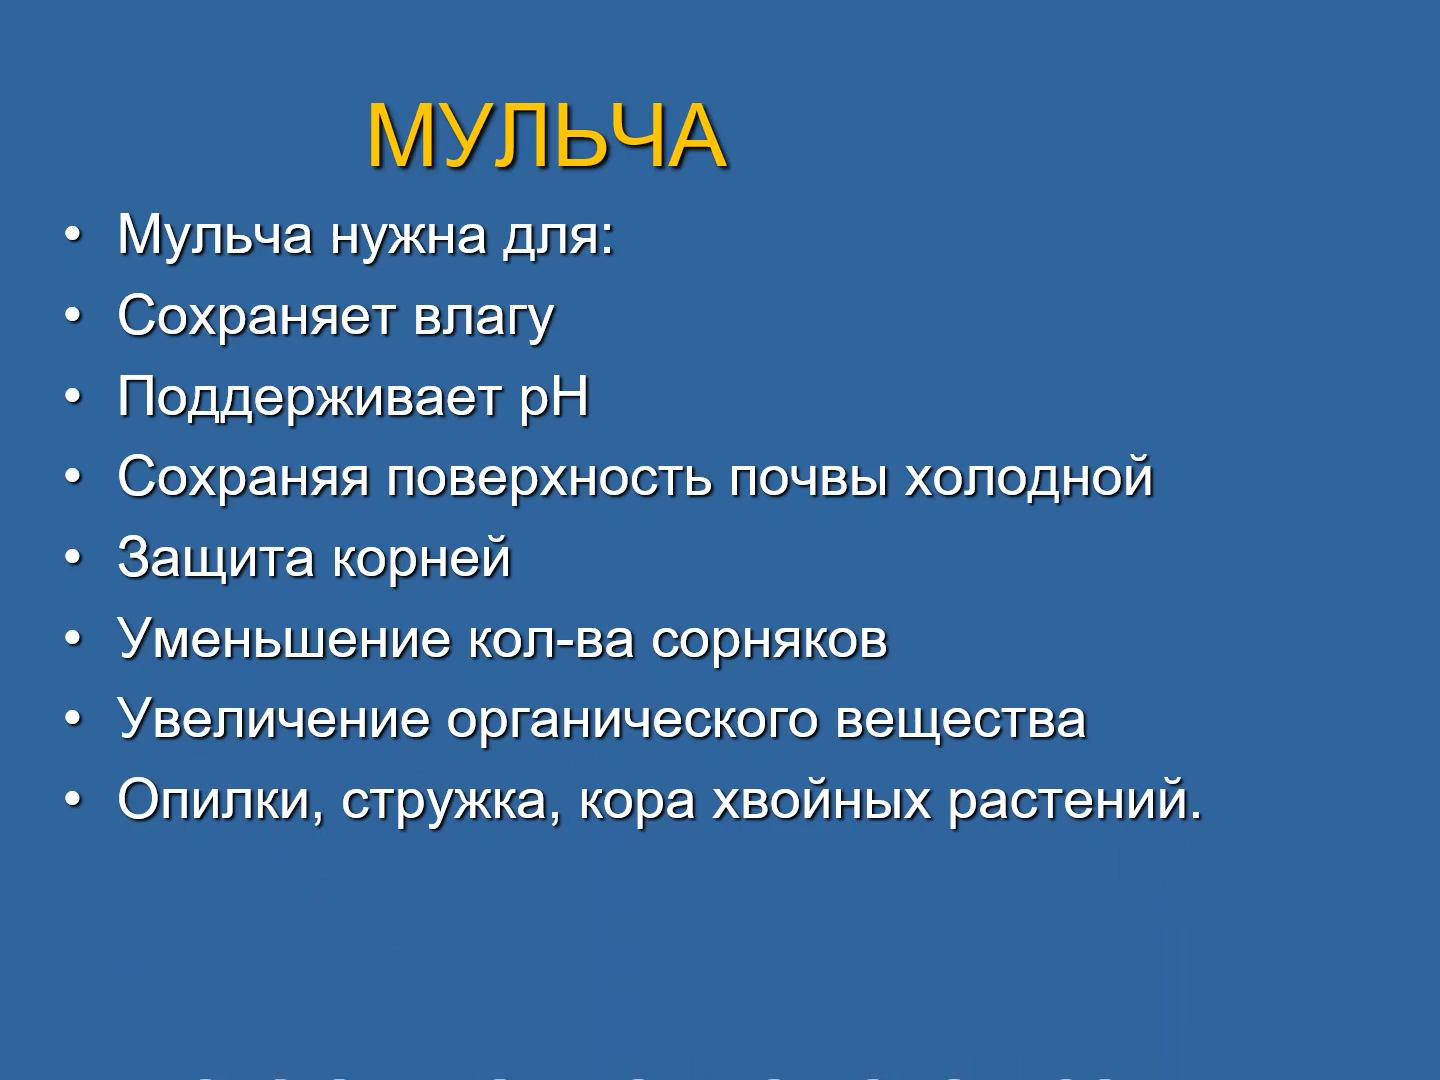 МУЛЬЧА
• Мульча нужна для:
• Сохраняет влагу
• Поддерживает pH
• Сохраняя поверхность почвы холодной
• Защита корней
• Уменьшение кол-ва сорняков
• Увеличение органического вещества
• Опилки, стружка, кора хвойных растений.